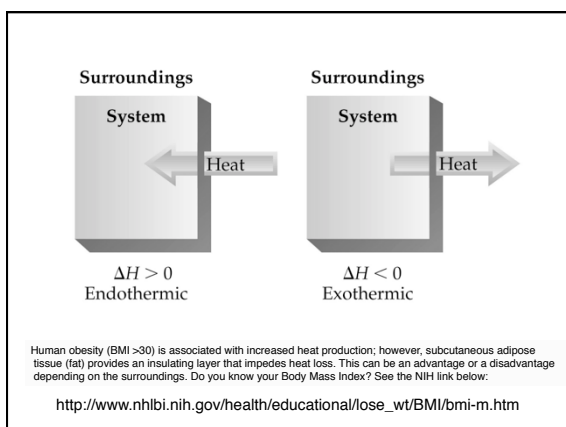 Surroundings
System
Heat
ΔH > 0
Endothermic
Surroundings
System
Heat
ΔH < 0
Exothermic
Human obesity (BMI >30) is associated with increased heat production; however, subcutaneous adipose
tissue (fat) provides an insulating layer that impedes heat loss. This can be an advantage or a disadvantage
depending on the surroundings. Do you know your Body Mass Index? See the NIH link below:
http://www.nhlbi.nih.gov/health/educational/lose_wt/BMI/bmi-m.htm